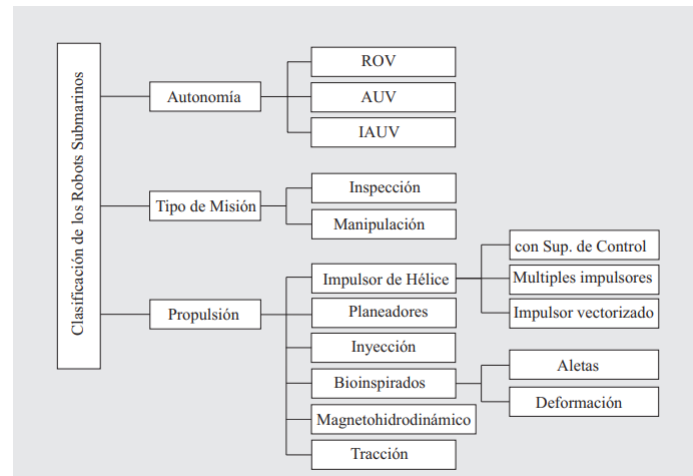 Clasificación de los Robots Submarinos
Autonomía
ROV
AUV
IAUV
Tipo de Misión
Inspección
Manipulación
Propulsión
Impulsor de Hélice
con Sup. de Control
Multiples impulsores
Impulsor vectorizado
Planeadores
Inyección
Bioinspirados
Aletas
Deformación
Magnetohidrodinámico
Tracción